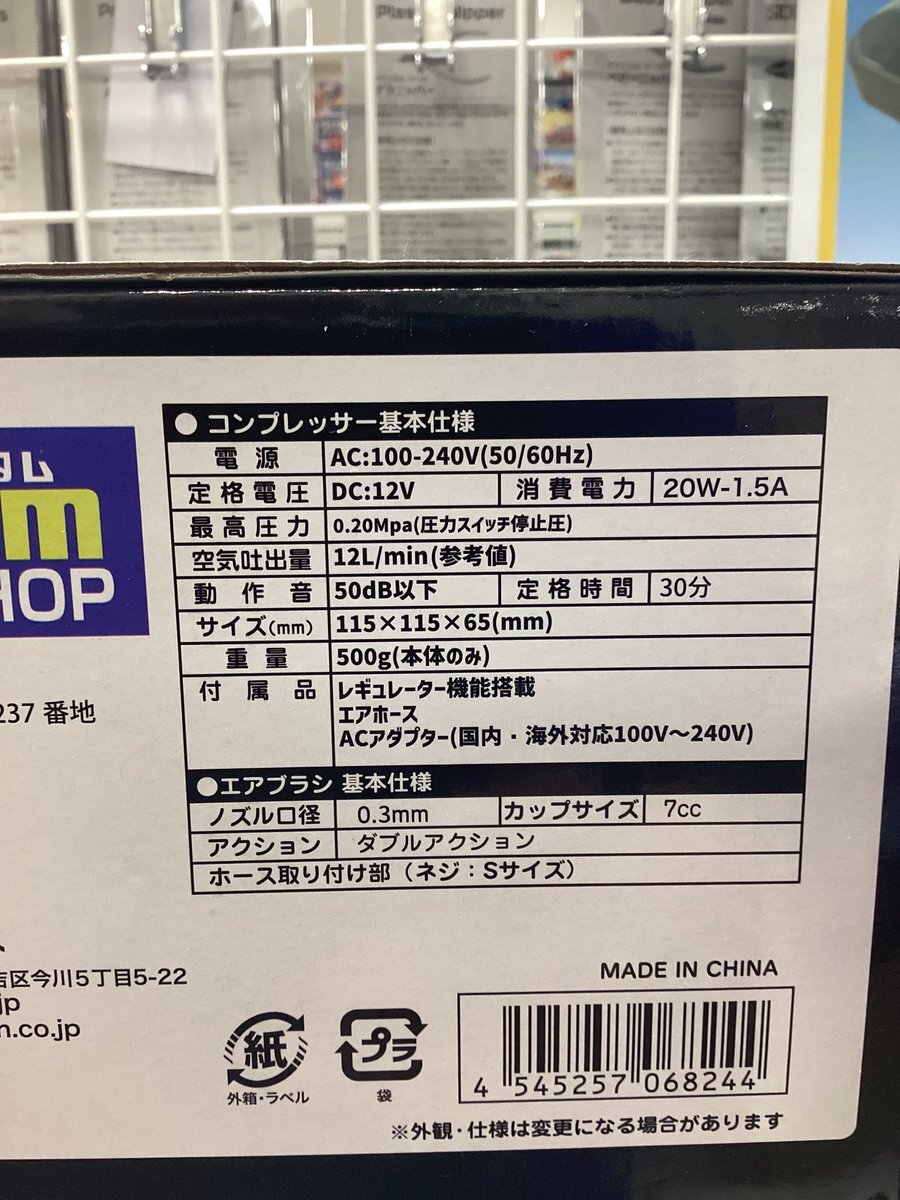 ● コンプレッサー基本仕様
電源 AC:100-240V(50/60Hz)
定格電圧 DC:12V 消費電力 20W-1.5A
最高圧力 0.20Mpa(圧力スイッチ停止圧)
空気吐出量 12L/min(参考値)
動作音 50dB以下 定格時間 30分
サイズ(mm) 115×115×65(mm)
重量 500g(本体のみ)
付属品 レギュレーター機能搭載
エアホース
ACアダプター(国内・海外対応100V～240V)
●エアブラシ 基本仕様
ノズル口径 0.3mm カップサイズ 7cc
アクション ダブルアクション
ホース取り付け部（ネジ：Sサイズ）
タム
m
HOP
237 番地
区今川5丁目5-22
jp
n.co.jp
MADE IN CHINA
紙
外箱・ラベル
プラ
袋
4 545257 068244
※外観・仕様は変更になる場合があります